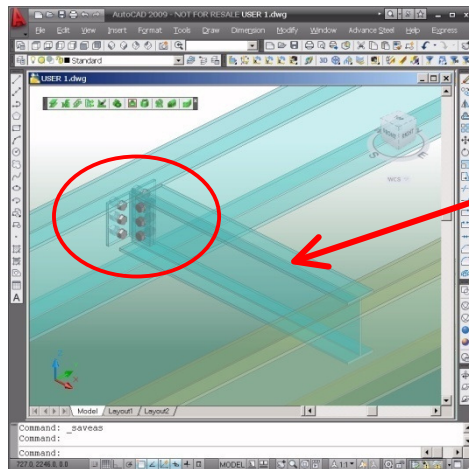 AutoCAD 2009 - NOT FOR RESALE USER 1.dwg
File Edit View Insert Format Tools Draw Dimension Modify Window Advance Steel Help Express
Standard
USER 1.dwg
S E
WCS
Model Layout1 Layout2
Command: _saveas
Command:
Command:
MODEL